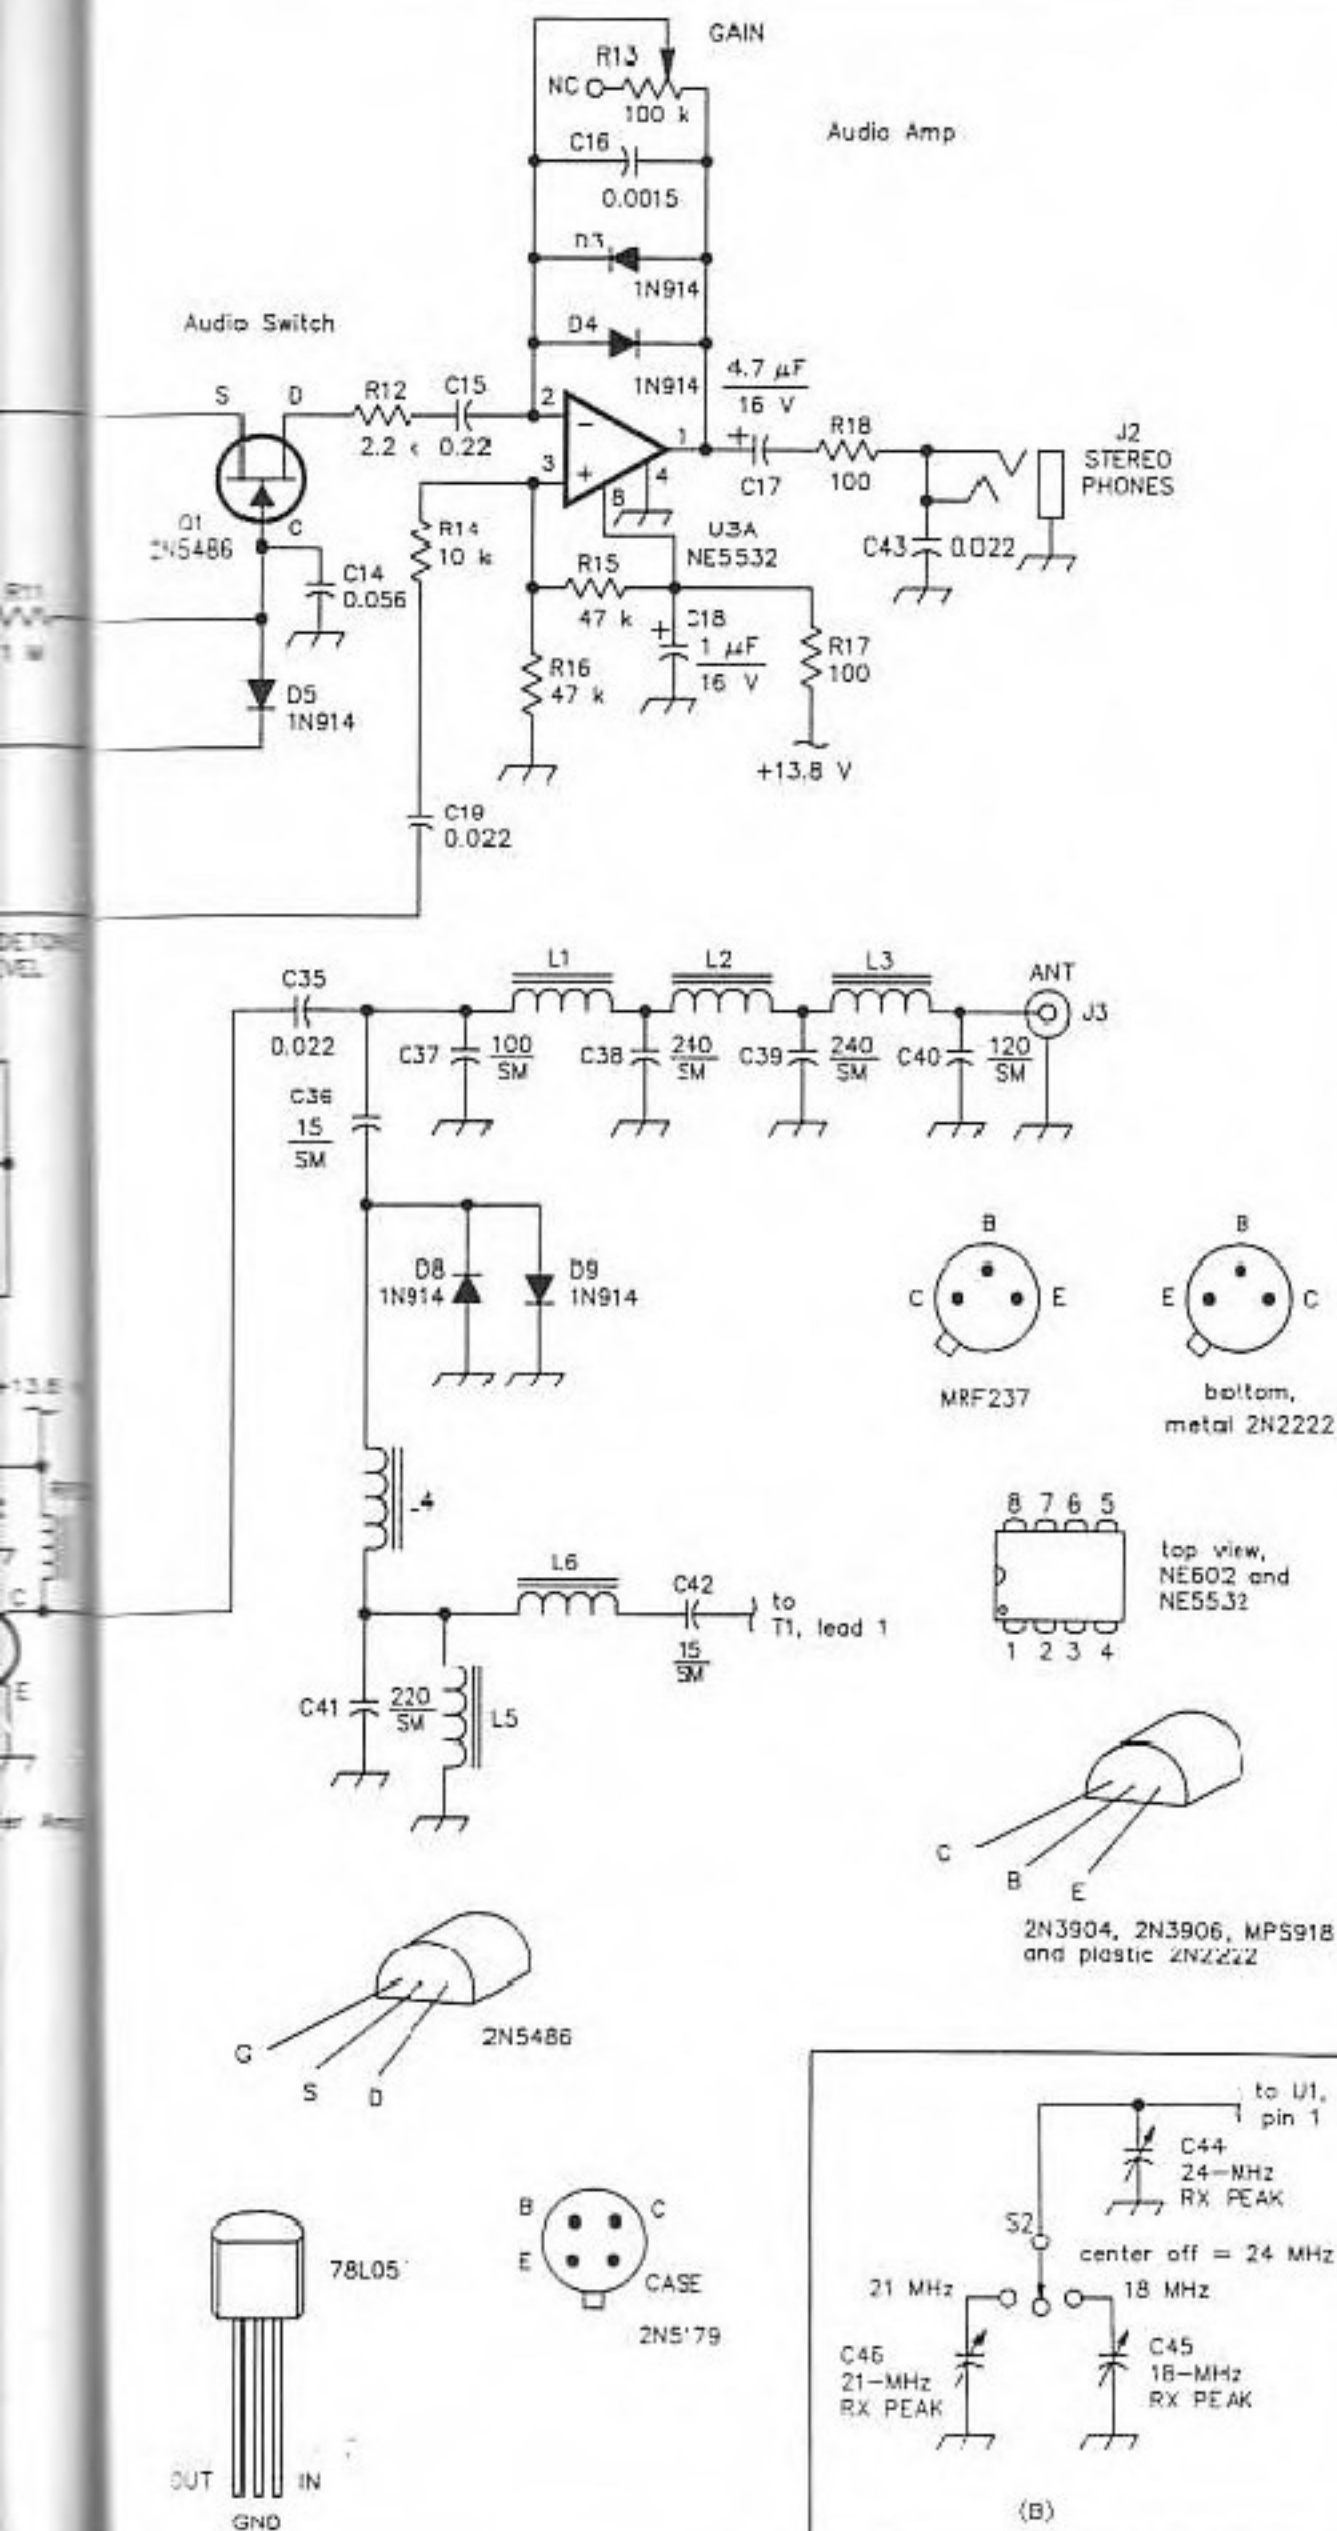 GAIN
R13
NC
100 k
Audio Amp
C16
0.0015
D3
1N914
Audio Switch
D4
1N914
4.7 µF
16 V
S D
R12
C15
2
2.2 k
0.22
-
1
+
R18
J2
STEREO
PHONES
3
+
4
8
C17
100
Q1
2N5486
R14
10 k
U3A
NE5532
C43
0.022
R11
1 M
C14
0.056
R15
47 k
C18
+
1 µF
16 V
R17
100
R16
47 k
D5
1N914
+13.8 V
C19
0.022
C35
0.022
L1
L2
L3
ANT
J3
C37
100
SM
C38
240
SM
C39
240
SM
C40
120
SM
C36
15
SM
B
B
D8
1N914
D9
1N914
C E
E C
MRF237
bottom,
metal 2N2222
+13.8
8 7 6 5
top view,
NE602 and
NE5532
1 2 3 4
L6
C42
to
T1, lead 1
15
SM
C
E
C41
220
SM
L5
C
B
E
2N3904, 2N3906, MPS918
and plastic 2N2222
2N5486
G
S
D
to U1,
pin 1
C44
24-MHz
RX PEAK
S2
center off = 24 MHz
B C
E
CASE
2N5179
78L05
21 MHz
18 MHz
C46
21-MHz
RX PEAK
C45
18-MHz
RX PEAK
OUT
IN
GND
(B)